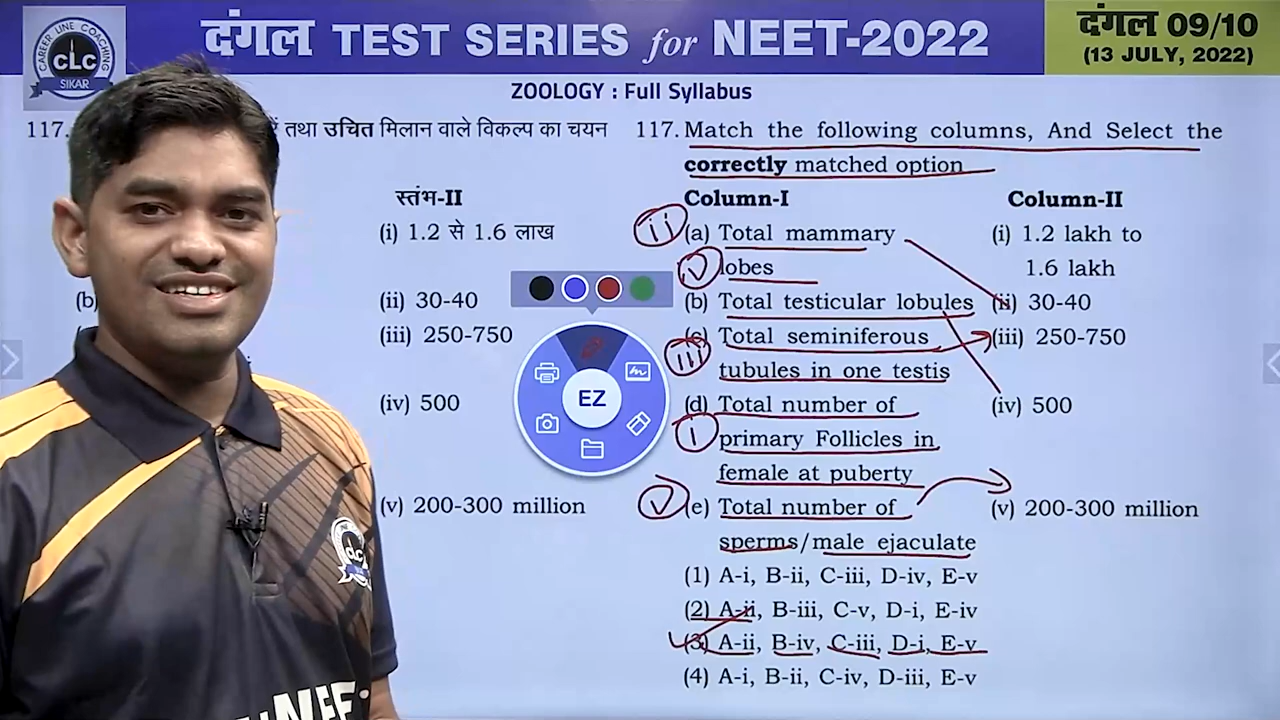 CAREER LINE COACHING
CLC
SIKAR
दंगल TEST SERIES for NEET-2022
दंगल 09/10
(13 JULY, 2022)
ZOOLOGY : Full Syllabus
117.
तथा उचित मिलान वाले विकल्प का चयन
स्तंभ-II
(i) 1.2 से 1.6 लाख
(b)
(ii) 30-40
(iii) 250-750
(iv) 500
(v) 200-300 million
EZ
117. Match the following columns, And Select the
correctly matched option
Column-I Column-II
ii (a) Total mammary (i) 1.2 lakh to
iv lobes 1.6 lakh
(b) Total testicular lobules (ii) 30-40
(c) Total seminiferous (iii) 250-750
iii tubules in one testis
(d) Total number of (iv) 500
i primary Follicles in
female at puberty
v (e) Total number of (v) 200-300 million
sperms/male ejaculate
(1) A-i, B-ii, C-iii, D-iv, E-v
(2) A-ii, B-iii, C-v, D-i, E-iv
(3) A-ii, B-iv, C-iii, D-i, E-v
(4) A-i, B-ii, C-iv, D-iii, E-v
CLC
NEET